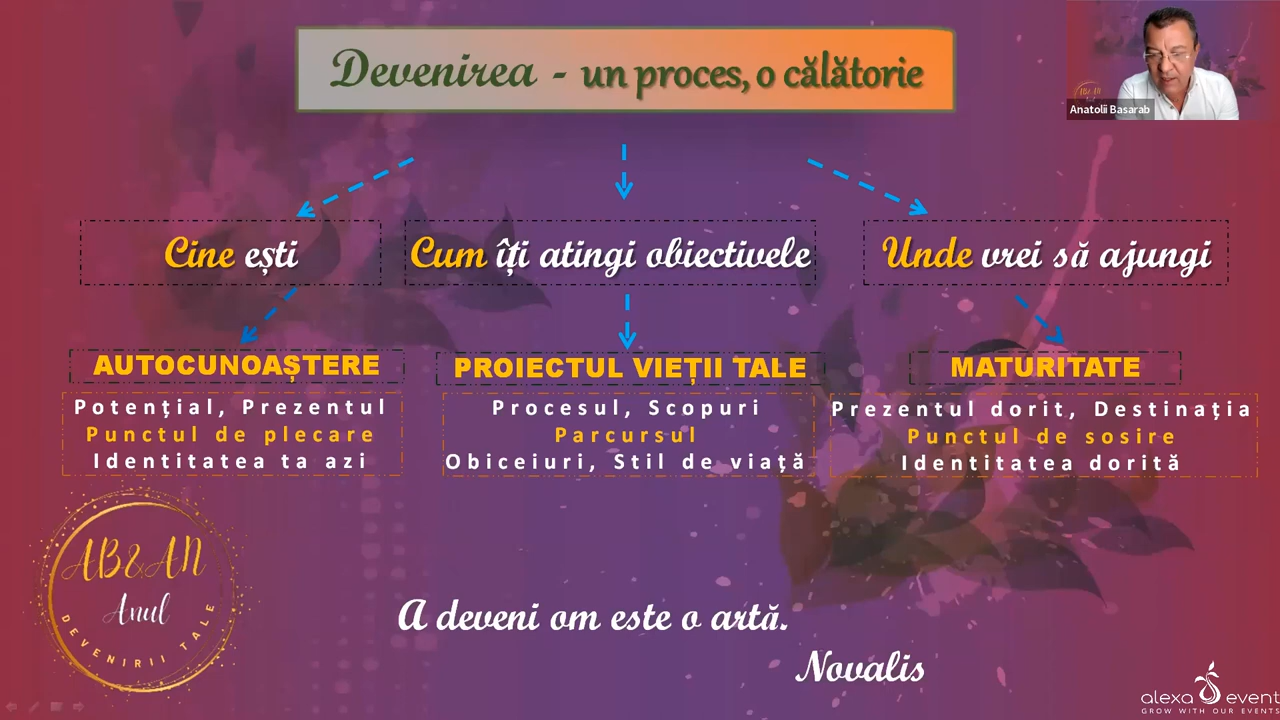 Devenirea - un proces, o călătorie
Anatolii Basarab
Cine ești
Cum îți atingi obiectivele
Unde vrei să ajungi
AUTOCUNOAȘTERE
Potențial, Prezentul
Punctul de plecare
Identitatea ta azi
PROIECTUL VIEȚII TALE
Procesul, Scopuri
Parcursul
Obiceiuri, Stil de viață
MATURITATE
Prezentul dorit, Destinația
Punctul de sosire
Identitatea dorită
AB&AN
Anul
DEVENIRII TALE
A deveni om este o artă.
Novalis
alexa event
GROW WITH OUR EVENTS